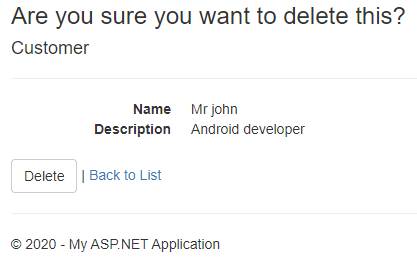 Are you sure you want to delete this?
Customer
Name Mr john
Description Android developer
Delete | Back to List
© 2020 - My ASP.NET Application